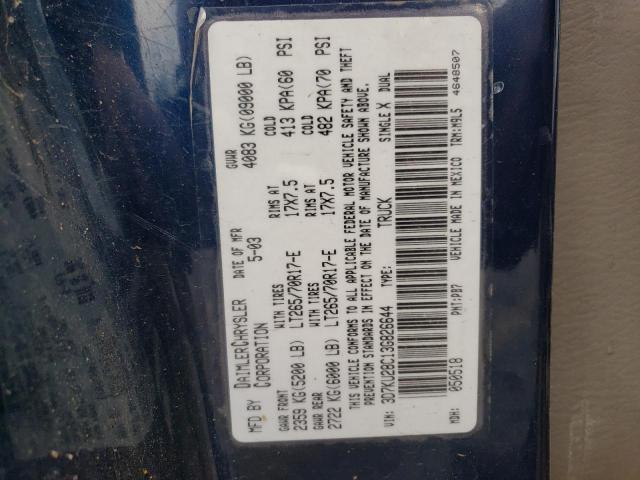 MFD BY DAIMLERCHRYSLER CORPORATION
DATE OF MFR 5-03
GVWR 4083 KG(09000 LB)
GAWR FRONT 2359 KG(5200 LB)
WITH TIRES LT265/70R17-E
RIMS AT 17X7.5
COLD 413 KPA(60 PSI
GAWR REAR 2722 KG(6000 LB)
WITH TIRES LT265/70R17-E
RIMS AT 17X7.5
COLD 482 KPA(70 PSI
THIS VEHICLE CONFORMS TO ALL APPLICABLE FEDERAL MOTOR VEHICLE SAFETY AND THEFT
STANDARDS IN EFFECT ON THE DATE OF MANUFACTURE SHOWN ABOVE.
VIN: 3D7KU28C13G826644 TYPE: TRUCK SINGLE X DUAL
MDH: 050518 PNT:PB7 VEHICLE MADE IN MEXICO TRM:M9L5 4648507